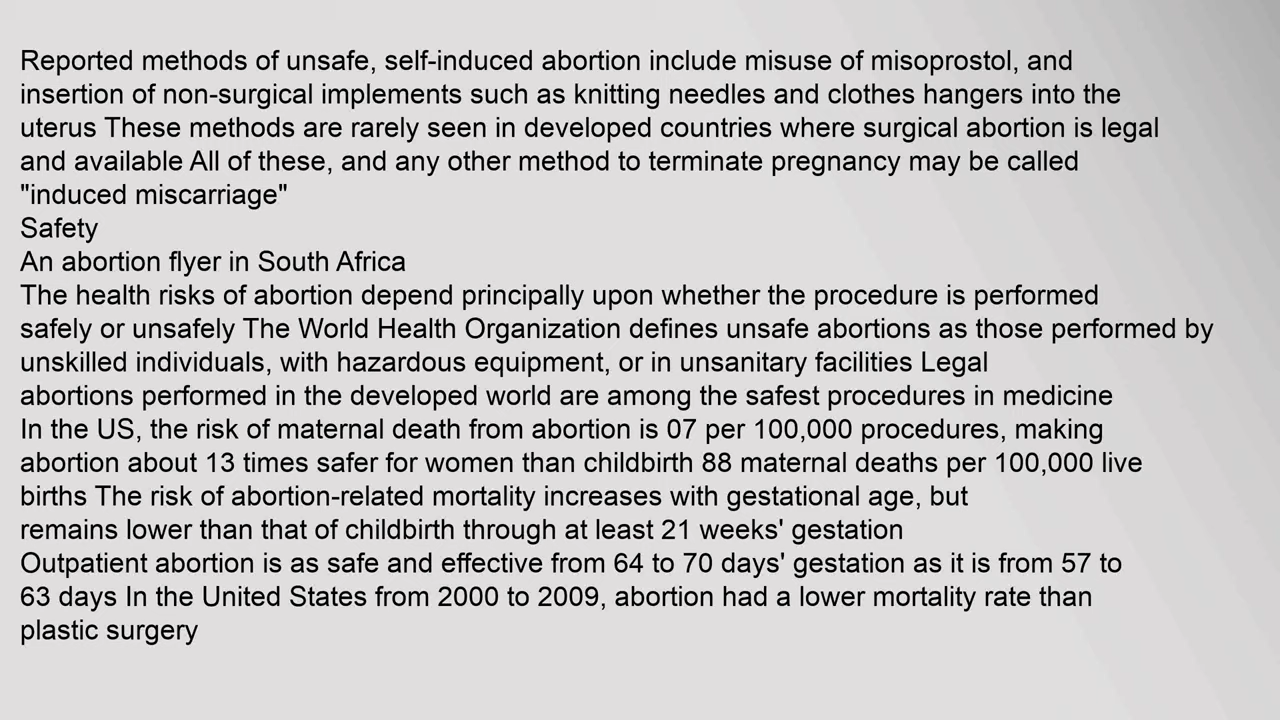 Reported methods of unsafe, self-induced abortion include misuse of misoprostol, and
insertion of non-surgical implements such as knitting needles and clothes hangers into the
uterus These methods are rarely seen in developed countries where surgical abortion is legal
and available All of these, and any other method to terminate pregnancy may be called
"induced miscarriage"
Safety
An abortion flyer in South Africa
The health risks of abortion depend principally upon whether the procedure is performed
safely or unsafely The World Health Organization defines unsafe abortions as those performed by
unskilled individuals, with hazardous equipment, or in unsanitary facilities Legal
abortions performed in the developed world are among the safest procedures in medicine
In the US, the risk of maternal death from abortion is 07 per 100,000 procedures, making
abortion about 13 times safer for women than childbirth 88 maternal deaths per 100,000 live
births The risk of abortion-related mortality increases with gestational age, but
remains lower than that of childbirth through at least 21 weeks' gestation
Outpatient abortion is as safe and effective from 64 to 70 days' gestation as it is from 57 to
63 days In the United States from 2000 to 2009, abortion had a lower mortality rate than
plastic surgery